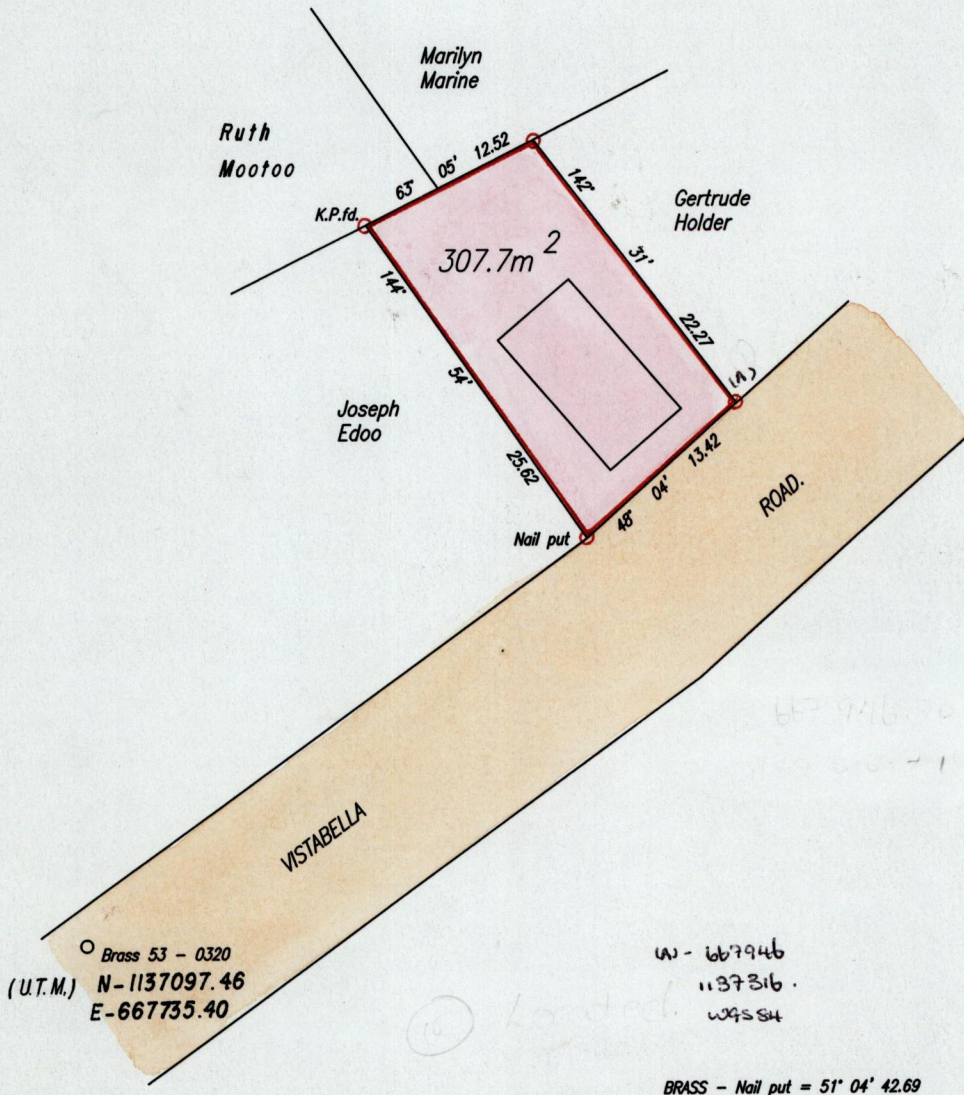 Marilyn
Marine
Ruth
Mootoo
K.P.fd.
63° 05' 12.52
142° 31' 22.27
Gertrude
Holder
307.7m²
144° 54' 25.62
Joseph
Edoo
(A)
48° 04' 13.42
Nail put
ROAD.
VISTABELLA
Brass 53 - 0320
(U.T.M.) N-1137097.46
E-667735.40
(A) - 667946
1137316.
WGS84
BRASS - Nail put = 51° 04' 42.69